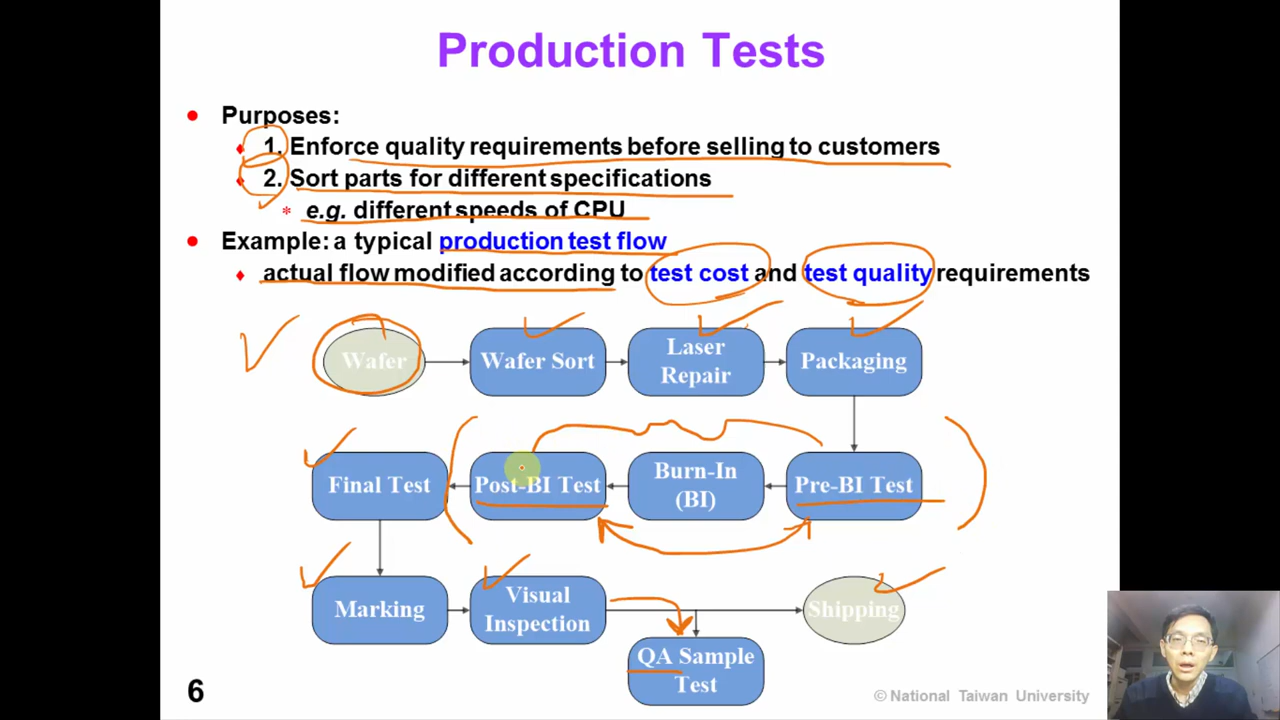 Production Tests
Purposes:
1. Enforce quality requirements before selling to customers
2. Sort parts for different specifications
* e.g. different speeds of CPU
Example: a typical production test flow
actual flow modified according to test cost and test quality requirements
Wafer
Wafer Sort
Laser
Repair
Packaging
Final Test
Post-BI Test
Burn-In
(BI)
Pre-BI Test
Marking
Visual
Inspection
Shipping
QA Sample
Test
6
© National Taiwan University